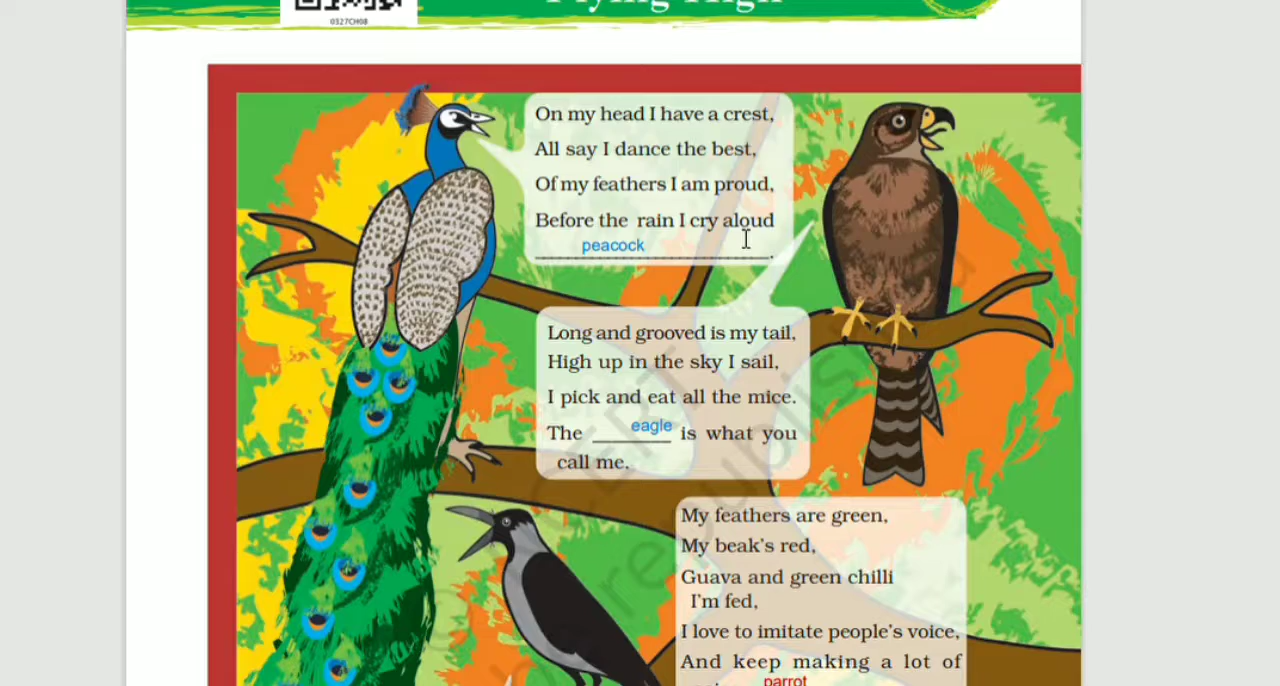 Flying High
0327CH08
On my head I have a crest,
All say I dance the best,
Of my feathers I am proud,
Before the rain I cry aloud
peacock
Long and grooved is my tail,
High up in the sky I sail,
I pick and eat all the mice.
The eagle is what you
call me.
My feathers are green,
My beak's red,
Guava and green chilli
I'm fed,
I love to imitate people's voice,
And keep making a lot of
parrot